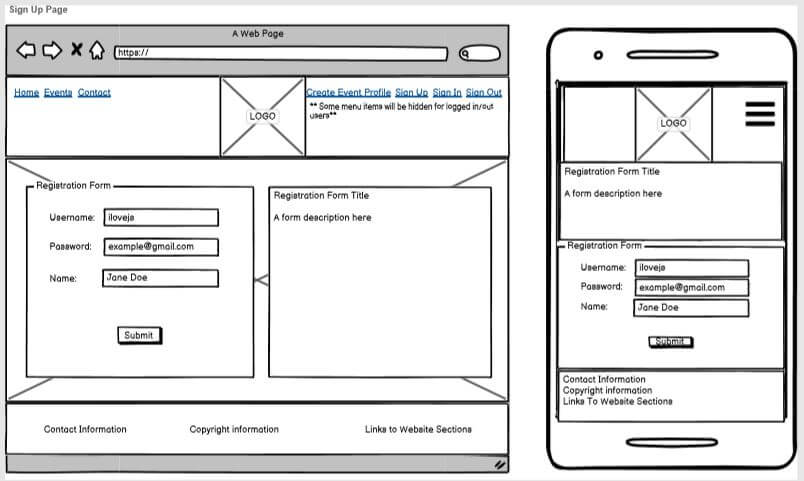 Sign Up Page
A Web Page
https://
Home Events Contact
LOGO
Create Event Profile Sign Up Sign In Sign Out
** Some menu items will be hidden for logged in/out
users**
Registration Form
Username: iloveja
Password: example@gmail.com
Name: Jane Doe
Submit
Registration Form Title
A form description here
Contact Information
Copyright information
Links to Website Sections
LOGO
Registration Form Title
A form description here
Registration Form
Username: iloveja
Password: example@gmail.com
Name: Jane Doe
Submit
Contact Information
Copyright information
Links To Website Sections